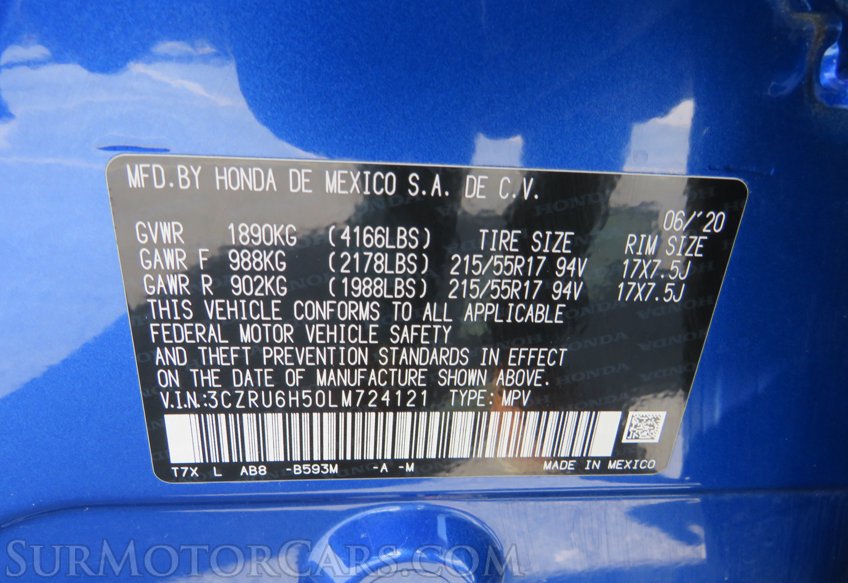 MFD.BY HONDA DE MEXICO S.A. DE C.V.
06/'20
GVWR 1890KG (4166LBS) TIRE SIZE RIM SIZE
GAWR F 988KG (2178LBS) 215/55R17 94V 17X7.5J
GAWR R 902KG (1988LBS) 215/55R17 94V 17X7.5J
THIS VEHICLE CONFORMS TO ALL APPLICABLE
FEDERAL MOTOR VEHICLE SAFETY
AND THEFT PREVENTION STANDARDS IN EFFECT
ON THE DATE OF MANUFACTURE SHOWN ABOVE.
V.I.N.:3CZRU6H50LM724121 TYPE: MPV
T7X L AB8 -B593M -A -M MADE IN MEXICO
SURMOTORCARS.COM